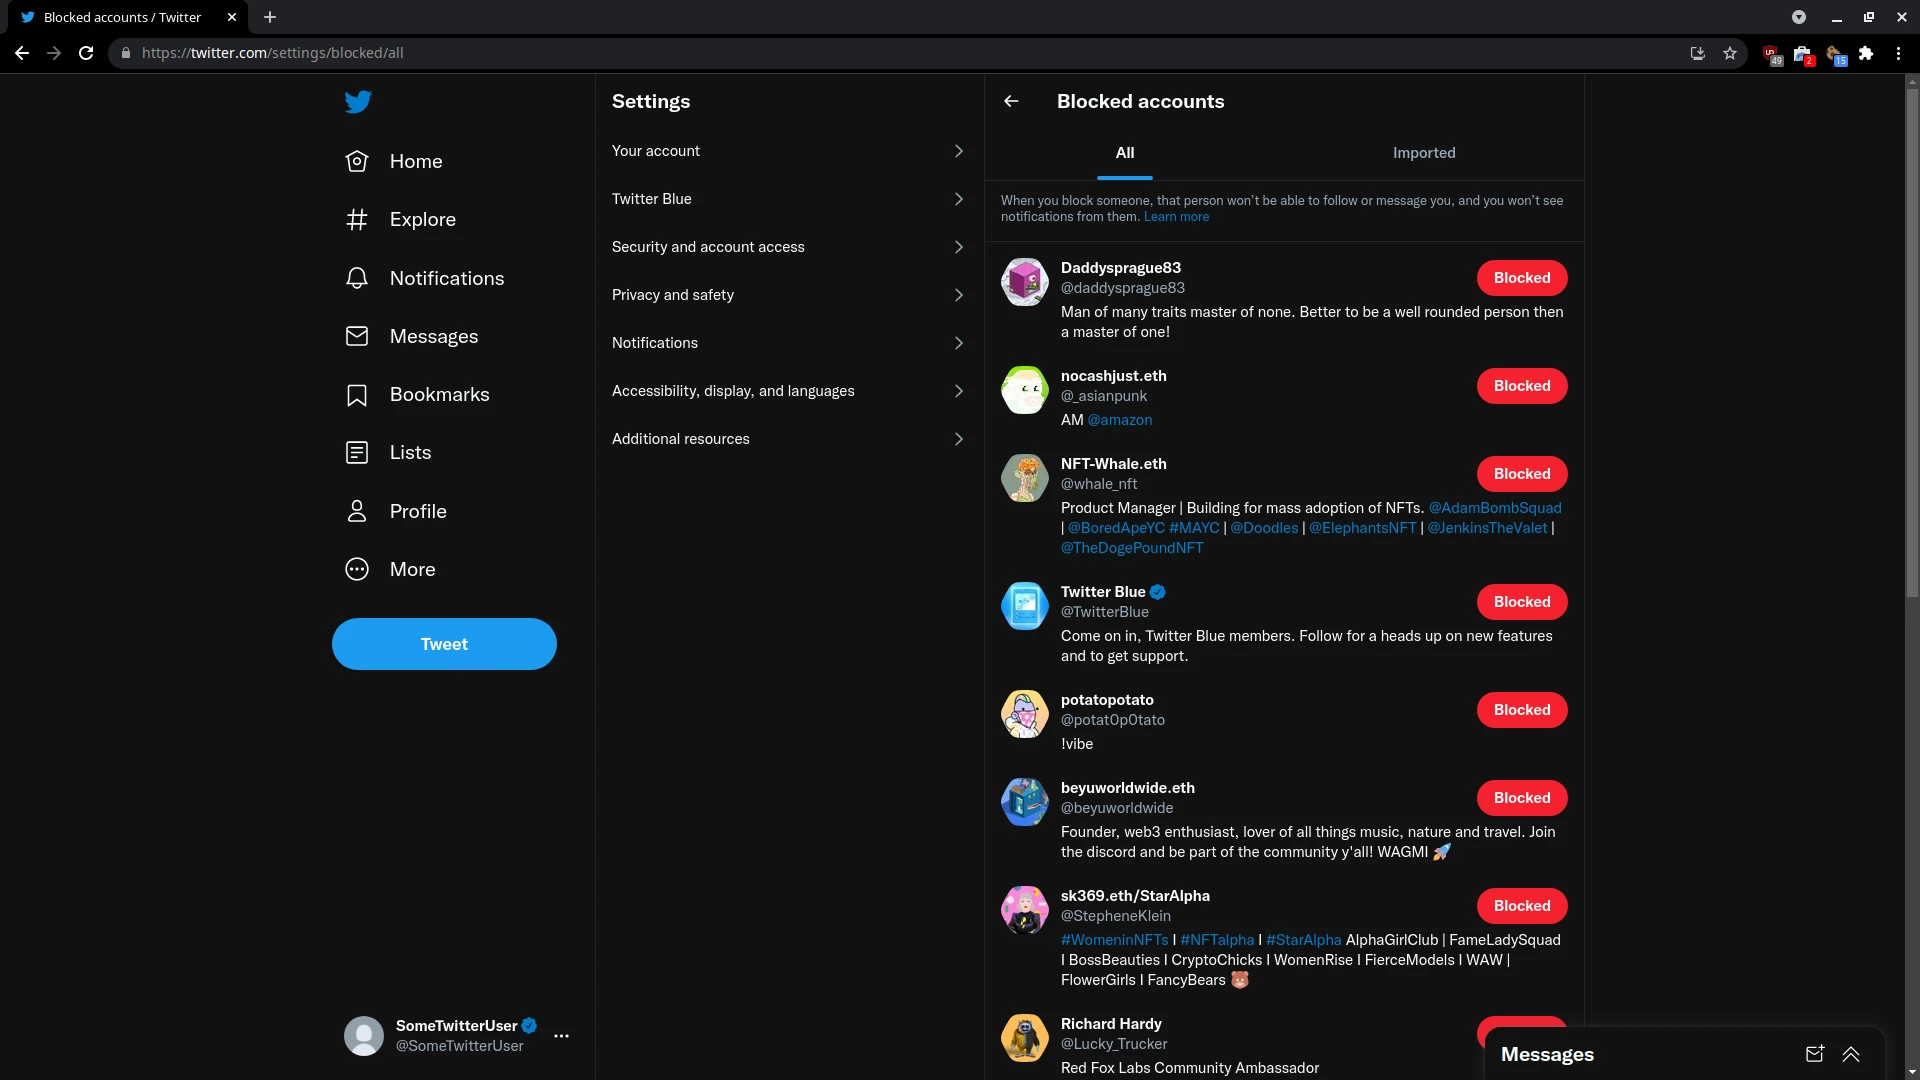 Blocked accounts / Twitter
https://twitter.com/settings/blocked/all
49
2
15
Home
Explore
Notifications
Messages
Bookmarks
Lists
Profile
More
Tweet
SomeTwitterUser
@SomeTwitterUser
Settings
Your account
Twitter Blue
Security and account access
Privacy and safety
Notifications
Accessibility, display, and languages
Additional resources
Blocked accounts
All
Imported
When you block someone, that person won't be able to follow or message you, and you won't see
notifications from them. Learn more
Daddysprague83
@daddysprague83
Blocked
Man of many traits master of none. Better to be a well rounded person then
a master of one!
nocashjust.eth
@_asianpunk
Blocked
AM @amazon
NFT-Whale.eth
@whale_nft
Blocked
Product Manager | Building for mass adoption of NFTs. @AdamBombSquad
| @BoredApeYC #MAYC | @Doodles | @ElephantsNFT | @JenkinsTheValet |
@TheDogePoundNFT
Twitter Blue
@TwitterBlue
Blocked
Come on in, Twitter Blue members. Follow for a heads up on new features
and to get support.
potatopotato
@potat0p0tato
Blocked
!vibe
beyuworldwide.eth
@beyuworldwide
Blocked
Founder, web3 enthusiast, lover of all things music, nature and travel. Join
the discord and be part of the community y'all! WAGMI 🚀
sk369.eth/StarAlpha
@StepheneKlein
Blocked
#WomeninNFTs I #NFTalpha I #StarAlpha AlphaGirlClub | FameLadySquad
I BossBeauties I CryptoChicks I WomenRise I FierceModels I WAW |
FlowerGirls I FancyBears 🐻
Richard Hardy
@Lucky_Trucker
Red Fox Labs Community Ambassador
Messages